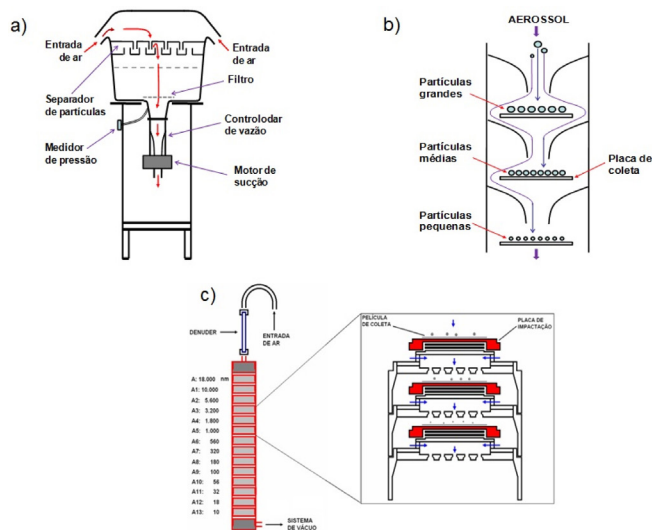 a)
Entrada
de ar
Entrada
de ar
Separador
de partículas
Filtro
Medidor
de pressão
Controlodar
de vazão
Motor de
sucção
b)
AEROSSOL
Partículas
grandes
Partículas
médias
Placa de
coleta
Partículas
pequenas
c)
DENUDER
ENTRADA
DE AR
A: 18.000 nm
A1: 10.000
A2: 5.600
A3: 3.200
A4: 1.800
A5: 1.000
A6: 560
A7: 320
A8: 180
A9: 100
A10: 56
A11: 32
A12: 18
A13: 10
SISTEMA
DE VÁCUO
PELÍCULA
DE COLETA
PLACA DE
IMPACTAÇÃO